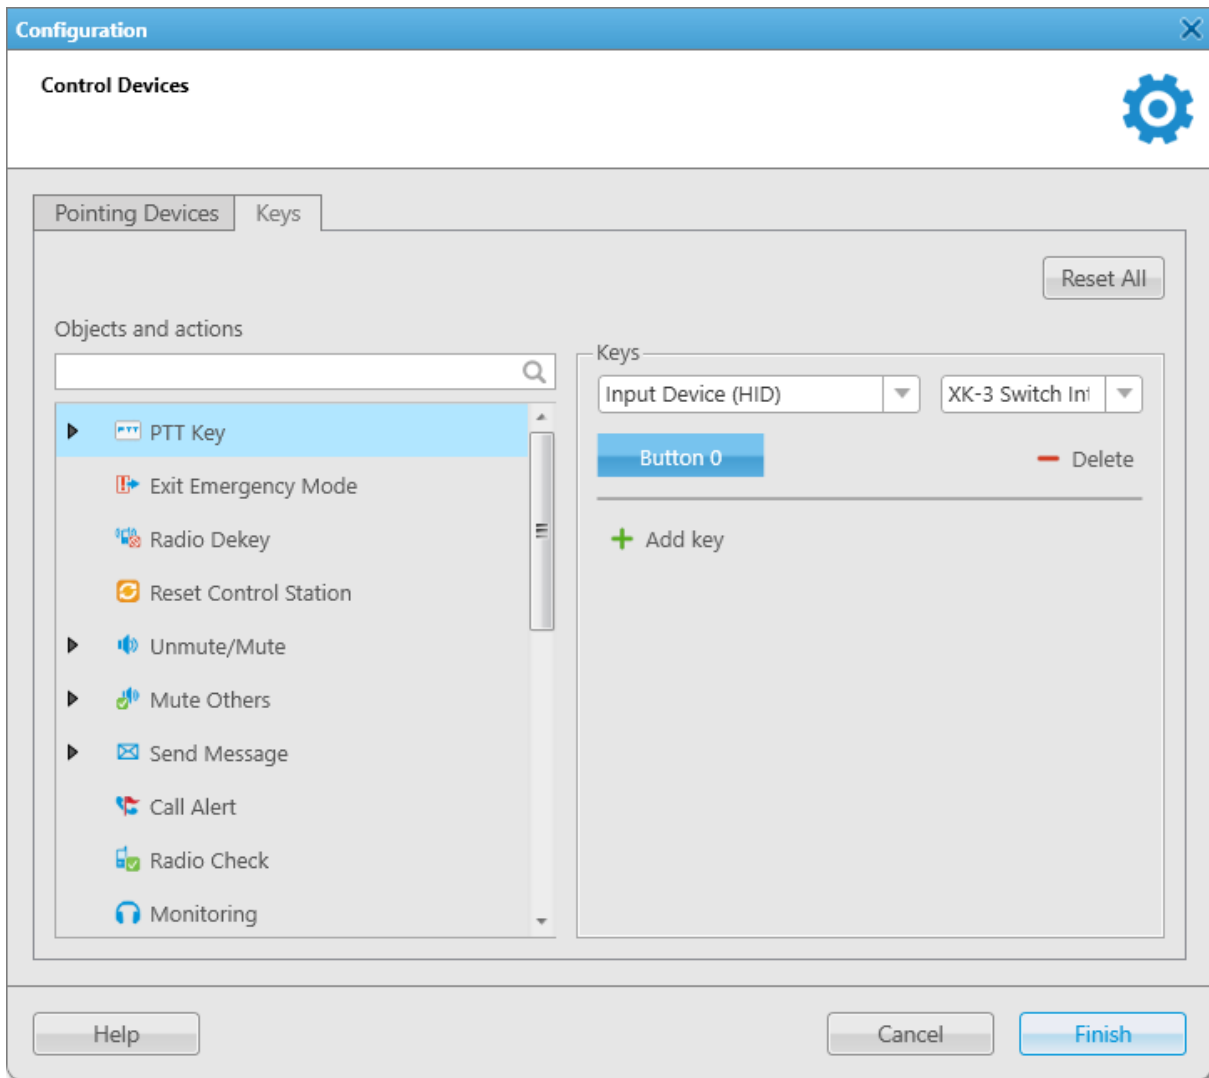 Configuration
Control Devices
Pointing Devices Keys
Reset All
Objects and actions
Keys
Input Device (HID) XK-3 Switch Int
PTT PTT Key
Button 0 Delete
Exit Emergency Mode
Radio Dekey
Add key
Reset Control Station
Unmute/Mute
Mute Others
Send Message
Call Alert
Radio Check
Monitoring
Help Cancel Finish